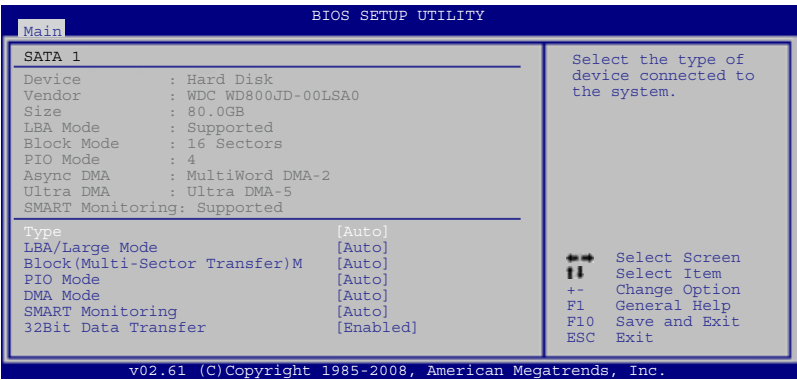 BIOS SETUP UTILITY
Main
SATA 1
Device : Hard Disk
Vendor : WDC WD800JD-00LSA0
Size : 80.0GB
LBA Mode : Supported
Block Mode : 16 Sectors
PIO Mode : 4
Async DMA : MultiWord DMA-2
Ultra DMA : Ultra DMA-5
SMART Monitoring: Supported
Type [Auto]
LBA/Large Mode [Auto]
Block(Multi-Sector Transfer)M [Auto]
PIO Mode [Auto]
DMA Mode [Auto]
SMART Monitoring [Auto]
32Bit Data Transfer [Enabled]
Select the type of
device connected to
the system.
←→ Select Screen
↑↓ Select Item
+- Change Option
F1 General Help
F10 Save and Exit
ESC Exit
v02.61 (C)Copyright 1985-2008, American Megatrends, Inc.